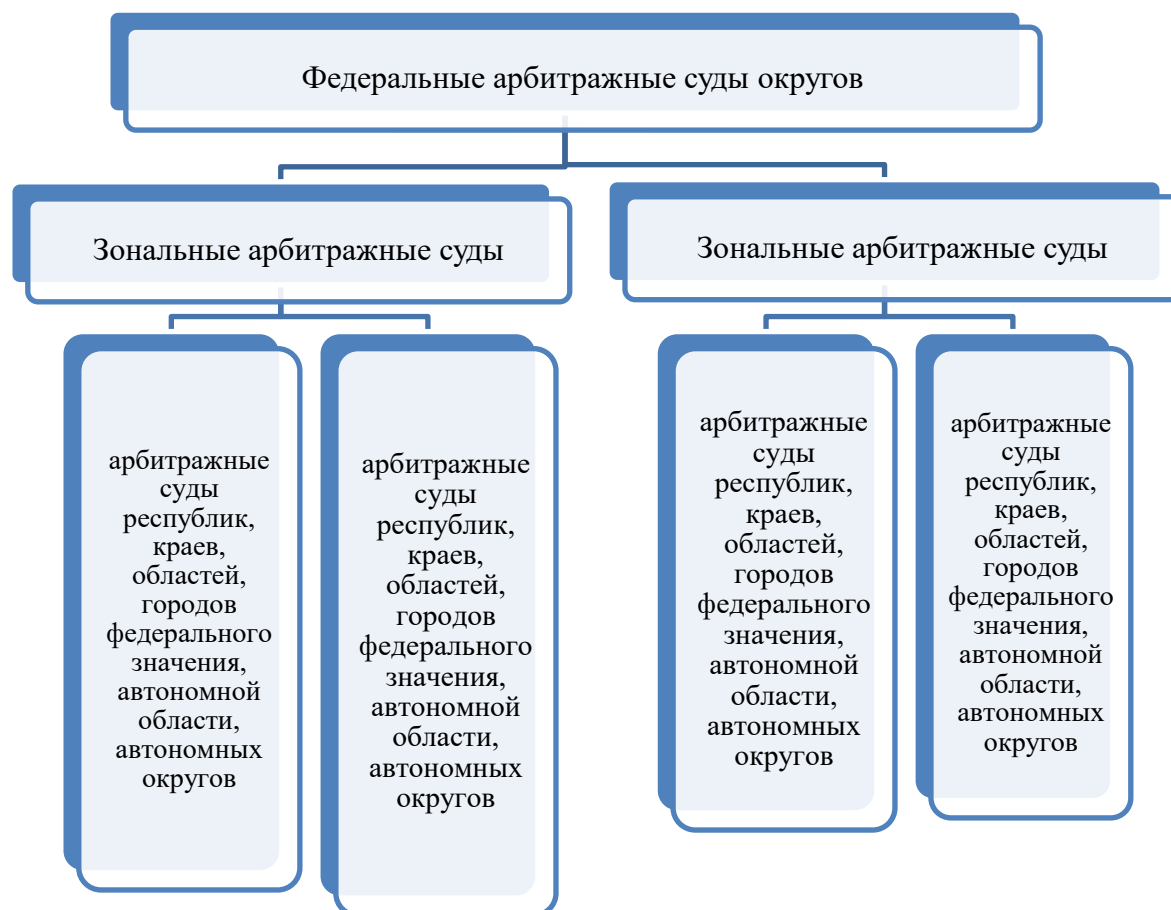 Федеральные арбитражные суды округов
Зональные арбитражные суды
Зональные арбитражные суды
арбитражные
суды
республик,
краев,
областей,
городов
федерального
значения,
автономной
области,
автономных
округов
арбитражные
суды
республик,
краев,
областей,
городов
федерального
значения,
автономной
области,
автономных
округов
арбитражные
суды
республик,
краев,
областей,
городов
федерального
значения,
автономной
области,
автономных
округов
арбитражные
суды
республик,
краев,
областей,
городов
федерального
значения,
автономной
области,
автономных
округов